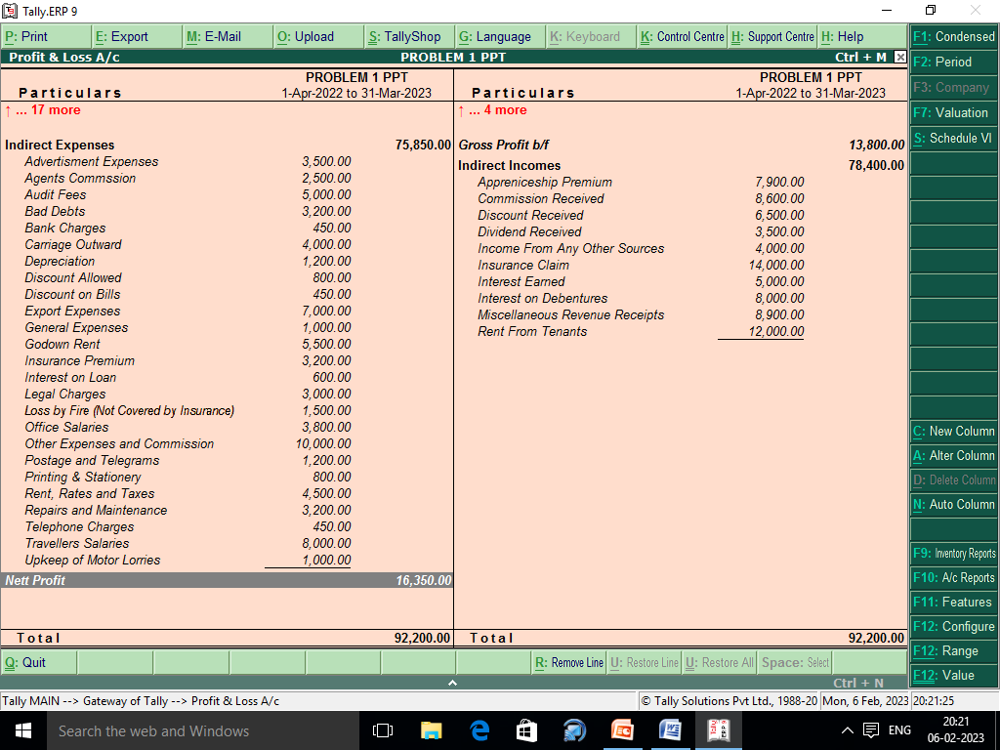 Tally.ERP 9
P: Print E: Export M: E-Mail O: Upload S: TallyShop G: Language K: Keyboard K: Control Centre H: Support Centre H: Help
Profit & Loss A/c PROBLEM 1 PPT Ctrl + M
PROBLEM 1 PPT PROBLEM 1 PPT
Particulars 1-Apr-2022 to 31-Mar-2023 Particulars 1-Apr-2022 to 31-Mar-2023
↑ ... 17 more ↑ ... 4 more
Indirect Expenses 75,850.00
Advertisment Expenses 3,500.00
Agents Commssion 2,500.00
Audit Fees 5,000.00
Bad Debts 3,200.00
Bank Charges 450.00
Carriage Outward 4,000.00
Depreciation 1,200.00
Discount Allowed 800.00
Discount on Bills 450.00
Export Expenses 7,000.00
General Expenses 1,000.00
Godown Rent 5,500.00
Insurance Premium 3,200.00
Interest on Loan 600.00
Legal Charges 3,000.00
Loss by Fire (Not Covered by Insurance) 1,500.00
Office Salaries 3,800.00
Other Expenses and Commission 10,000.00
Postage and Telegrams 1,200.00
Printing & Stationery 800.00
Rent, Rates and Taxes 4,500.00
Repairs and Maintenance 3,200.00
Telephone Charges 450.00
Travellers Salaries 8,000.00
Upkeep of Motor Lorries 1,000.00
Nett Profit 16,350.00
Total 92,200.00
Gross Profit b/f 13,800.00
Indirect Incomes 78,400.00
Appreniceship Premium 7,900.00
Commission Received 8,600.00
Discount Received 6,500.00
Dividend Received 3,500.00
Income From Any Other Sources 4,000.00
Insurance Claim 14,000.00
Interest Earned 5,000.00
Interest on Debentures 8,000.00
Miscellaneous Revenue Receipts 8,900.00
Rent From Tenants 12,000.00
Total 92,200.00
F1: Condensed
F2: Period
F3: Company
F7: Valuation
S: Schedule VI
C: New Column
A: Alter Column
D: Delete Column
N: Auto Column
F9: Inventory Reports
F10: A/c Reports
F11: Features
F12: Configure
F12: Range
F12: Value
Q: Quit R: Remove Line U: Restore Line U: Restore All Space: Select
Ctrl + N
Tally MAIN --> Gateway of Tally --> Profit & Loss A/c © Tally Solutions Pvt Ltd., 1988-20 Mon, 6 Feb, 2023 20:21:25
Search the web and Windows ENG 20:21
06-02-2023